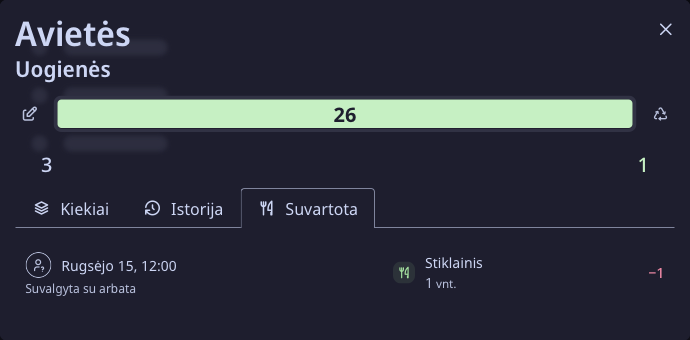 Avietės
Uogienės
26
3
1
Kiekiai
Istorija
Suvartota
Rugsėjo 15, 12:00
Suvalgyta su arbata
Stiklainis
1 vnt.
−1